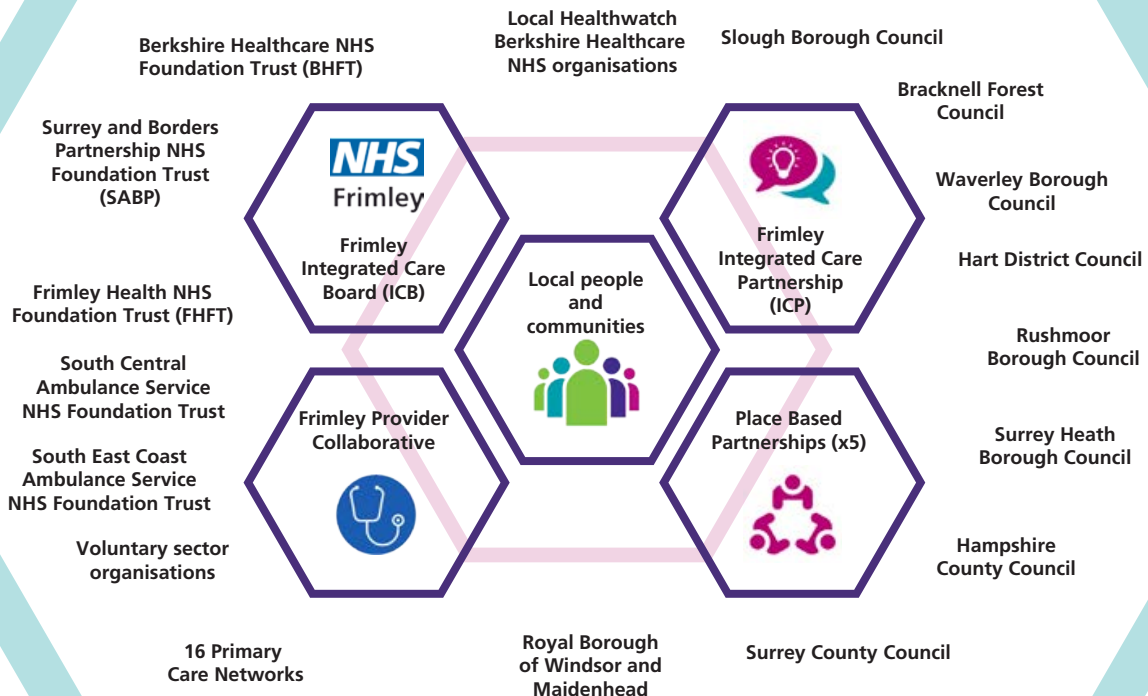 Local Healthwatch
Berkshire Healthcare
NHS organisations
Berkshire Healthcare NHS
Foundation Trust (BHFT)
Slough Borough Council
Bracknell Forest
Council
Surrey and Borders
Partnership NHS
Foundation Trust
(SABP)
NHS
Frimley
Frimley
Integrated Care
Board (ICB)
Frimley
Integrated Care
Partnership
(ICP)
Waverley Borough
Council
Hart District Council
Local people
and
communities
Frimley Health NHS
Foundation Trust (FHFT)
Rushmoor
Borough Council
South Central
Ambulance Service
NHS Foundation Trust
Frimley Provider
Collaborative
Place Based
Partnerships (x5)
Surrey Heath
Borough Council
South East Coast
Ambulance Service
NHS Foundation Trust
Voluntary sector
organisations
Hampshire
County Council
16 Primary
Care Networks
Royal Borough
of Windsor and
Maidenhead
Surrey County Council